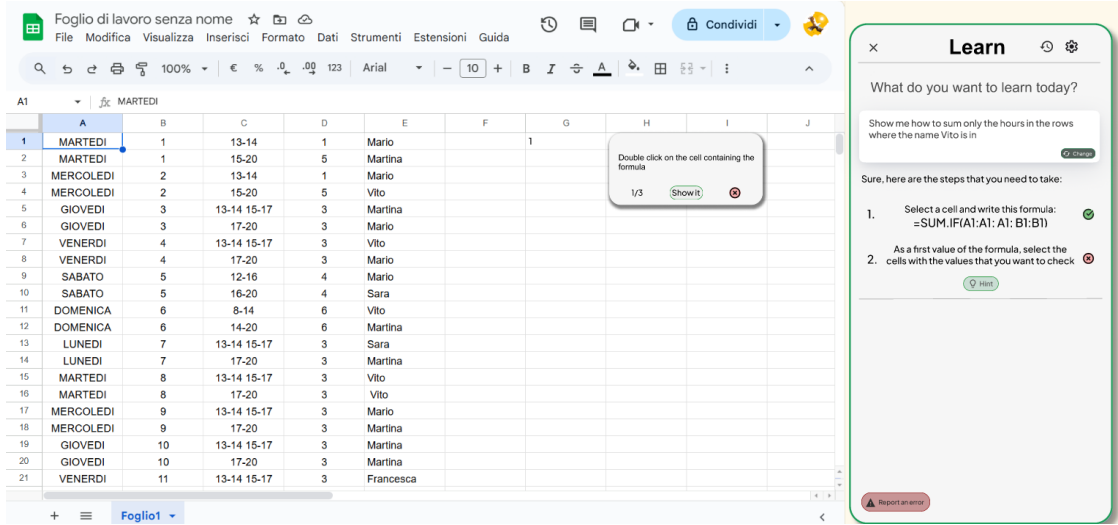 Foglio di lavoro senza nome
File Modifica Visualizza Inserisci Formato Dati Strumenti Estensioni Guida
Condividi
100% € % .0 .00 123 Arial 10 B I A
A1 fx MARTEDI
A B C D E F G H I J
1 MARTEDI 1 13-14 1 Mario 1
2 MARTEDI 1 15-20 5 Martina
3 MERCOLEDI 2 13-14 1 Mario
4 MERCOLEDI 2 15-20 5 Vito
5 GIOVEDI 3 13-14 15-17 3 Martina
6 GIOVEDI 3 17-20 3 Mario
7 VENERDI 4 13-14 15-17 3 Vito
8 VENERDI 4 17-20 3 Mario
9 SABATO 5 12-16 4 Mario
10 SABATO 5 16-20 4 Sara
11 DOMENICA 6 8-14 6 Vito
12 DOMENICA 6 14-20 6 Martina
13 LUNEDI 7 13-14 15-17 3 Sara
14 LUNEDI 7 17-20 3 Martina
15 MARTEDI 8 13-14 15-17 3 Vito
16 MARTEDI 8 17-20 3 Vito
17 MERCOLEDI 9 13-14 15-17 3 Mario
18 MERCOLEDI 9 17-20 3 Martina
19 GIOVEDI 10 13-14 15-17 3 Martina
20 GIOVEDI 10 17-20 3 Martina
21 VENERDI 11 13-14 15-17 3 Francesca
Foglio1
Double click on the cell containing the
formula
1/3 Show it
Learn
What do you want to learn today?
Show me how to sum only the hours in the rows
where the name Vito is in
Change
Sure, here are the steps that you need to take:
1. Select a cell and write this formula:
=SUM.IF(A1:A1: A1: B1:B1)
As a first value of the formula, select the
2. cells with the values that you want to check
Hint
Report an error